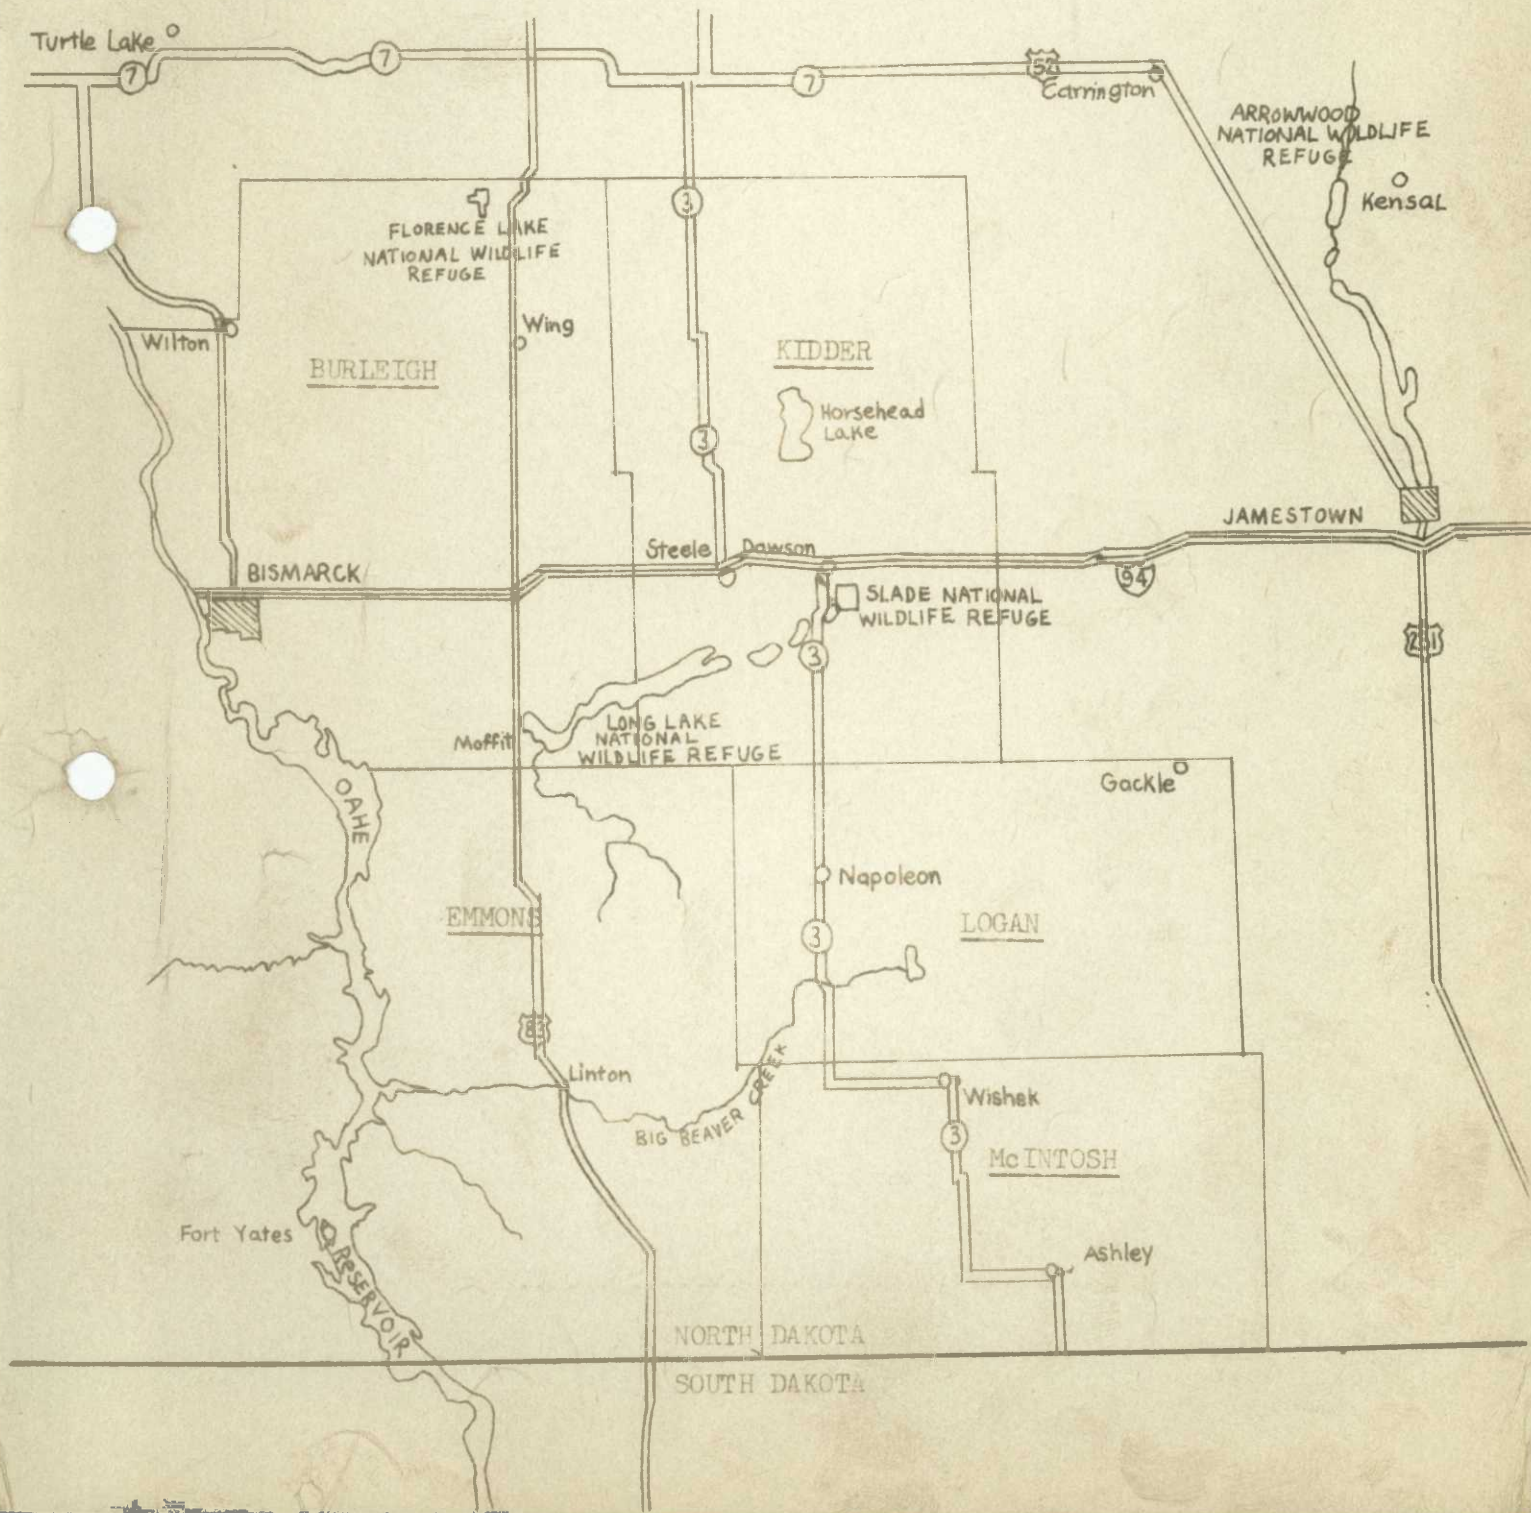 Turtle Lake
7
7
7
52
Carrington
ARROWWOOD
NATIONAL WILDLIFE
REFUGE
Kensal
3
FLORENCE LAKE
NATIONAL WILDLIFE
REFUGE
Wilton
Wing
BURLEIGH
KIDDER
Horsehead
Lake
3
JAMESTOWN
Steele
Dawson
BISMARCK
94
SLADE NATIONAL
WILDLIFE REFUGE
281
3
LONG LAKE
NATIONAL
WILDLIFE REFUGE
Moffit
Gackle
OAHE
Napoleon
EMMONS
LOGAN
3
83
Linton
BIG BEAVER CREEK
Wishek
3
McINTOSH
Fort Yates
RESERVOIR
Ashley
NORTH DAKOTA
SOUTH DAKOTA